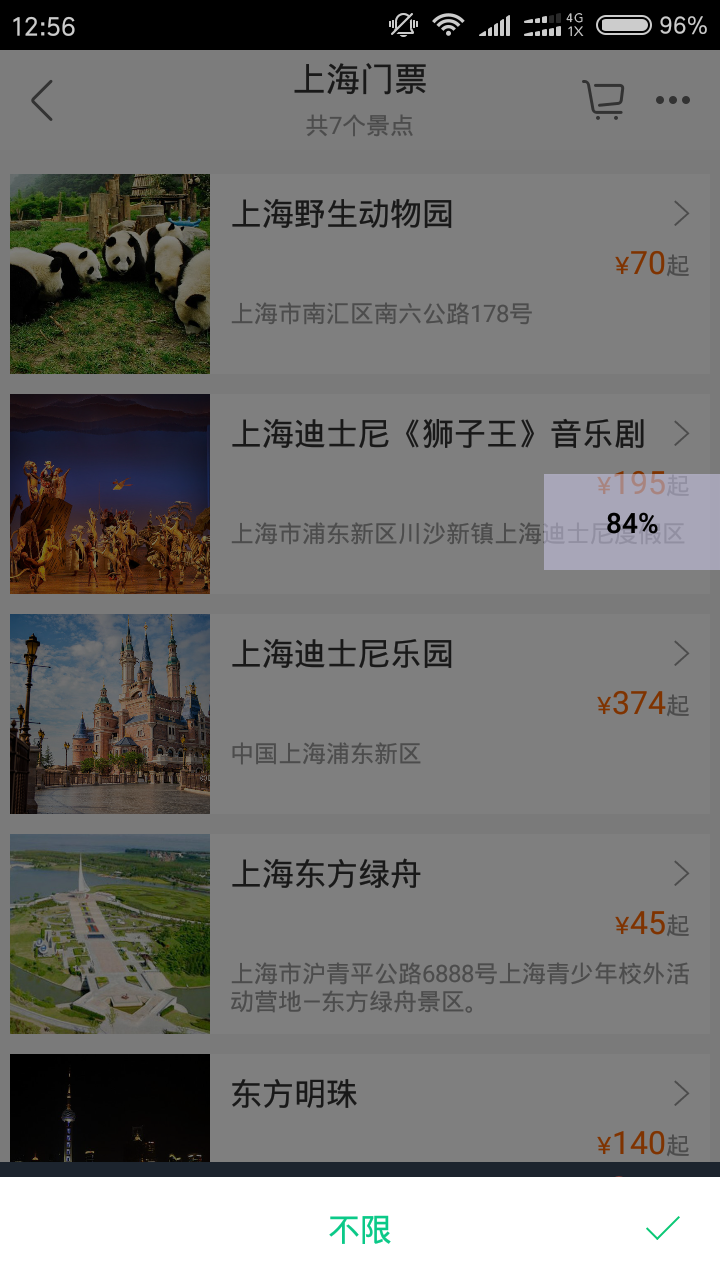 12:56
4G
1X
96%
上海门票
共7个景点
上海野生动物园
¥70起
上海市南汇区南六公路178号
上海迪士尼《狮子王》音乐剧
¥195起
84%
上海市浦东新区川沙新镇上海迪士尼度假区
上海迪士尼乐园
¥374起
中国上海浦东新区
上海东方绿舟
¥45起
上海市沪青平公路6888号上海青少年校外活
动营地—东方绿舟景区。
东方明珠
¥140起
不限